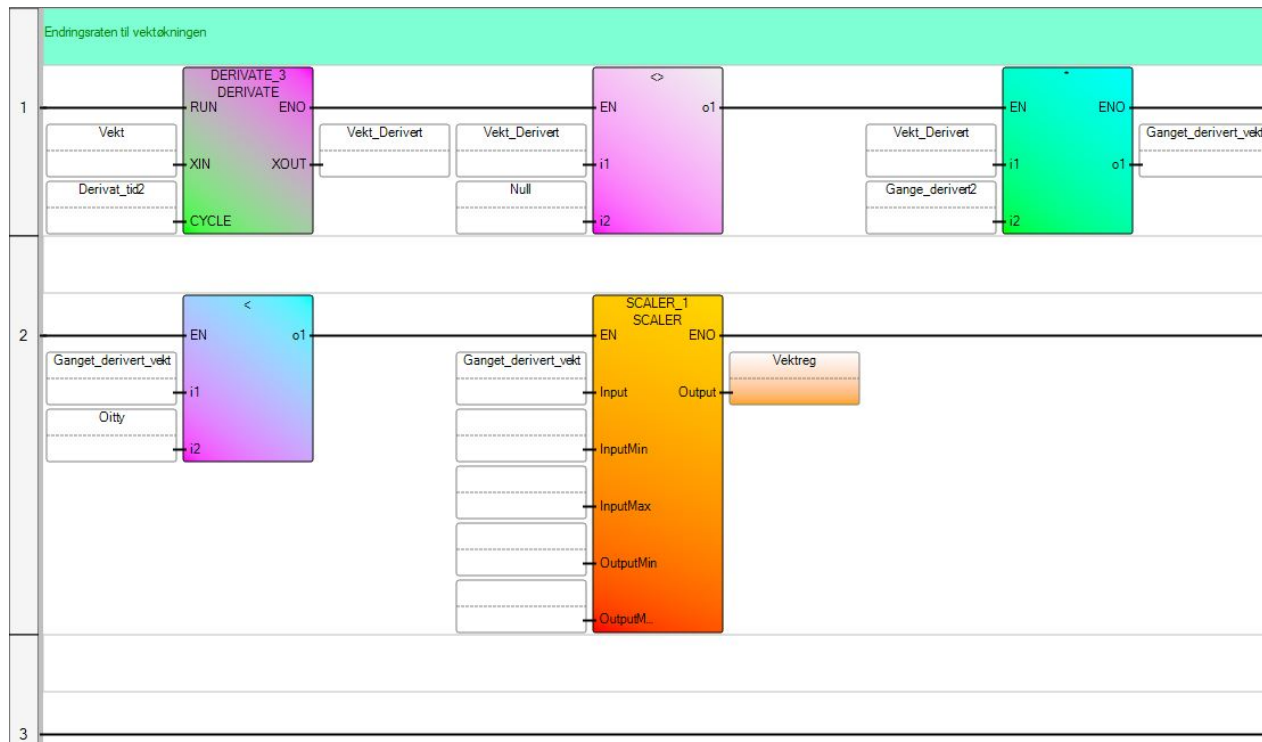 Endringsraten til vektøkningen
1
DERIVATE_3
DERIVATE
RUN
ENO
Vekt
XIN
XOUT
Vekt_Derivert
Derivat_tid2
CYCLE
<>
EN
o1
Vekt_Derivert
i1
Null
i2
*
EN
ENO
Vekt_Derivert
i1
o1
Ganget_derivert_vekt
Gange_derivert2
i2
2
<
EN
o1
Ganget_derivert_vekt
i1
Oitty
i2
SCALER_1
SCALER
EN
ENO
Ganget_derivert_vekt
Input
Output
Vektreg
InputMin
InputMax
OutputMin
OutputM...
3